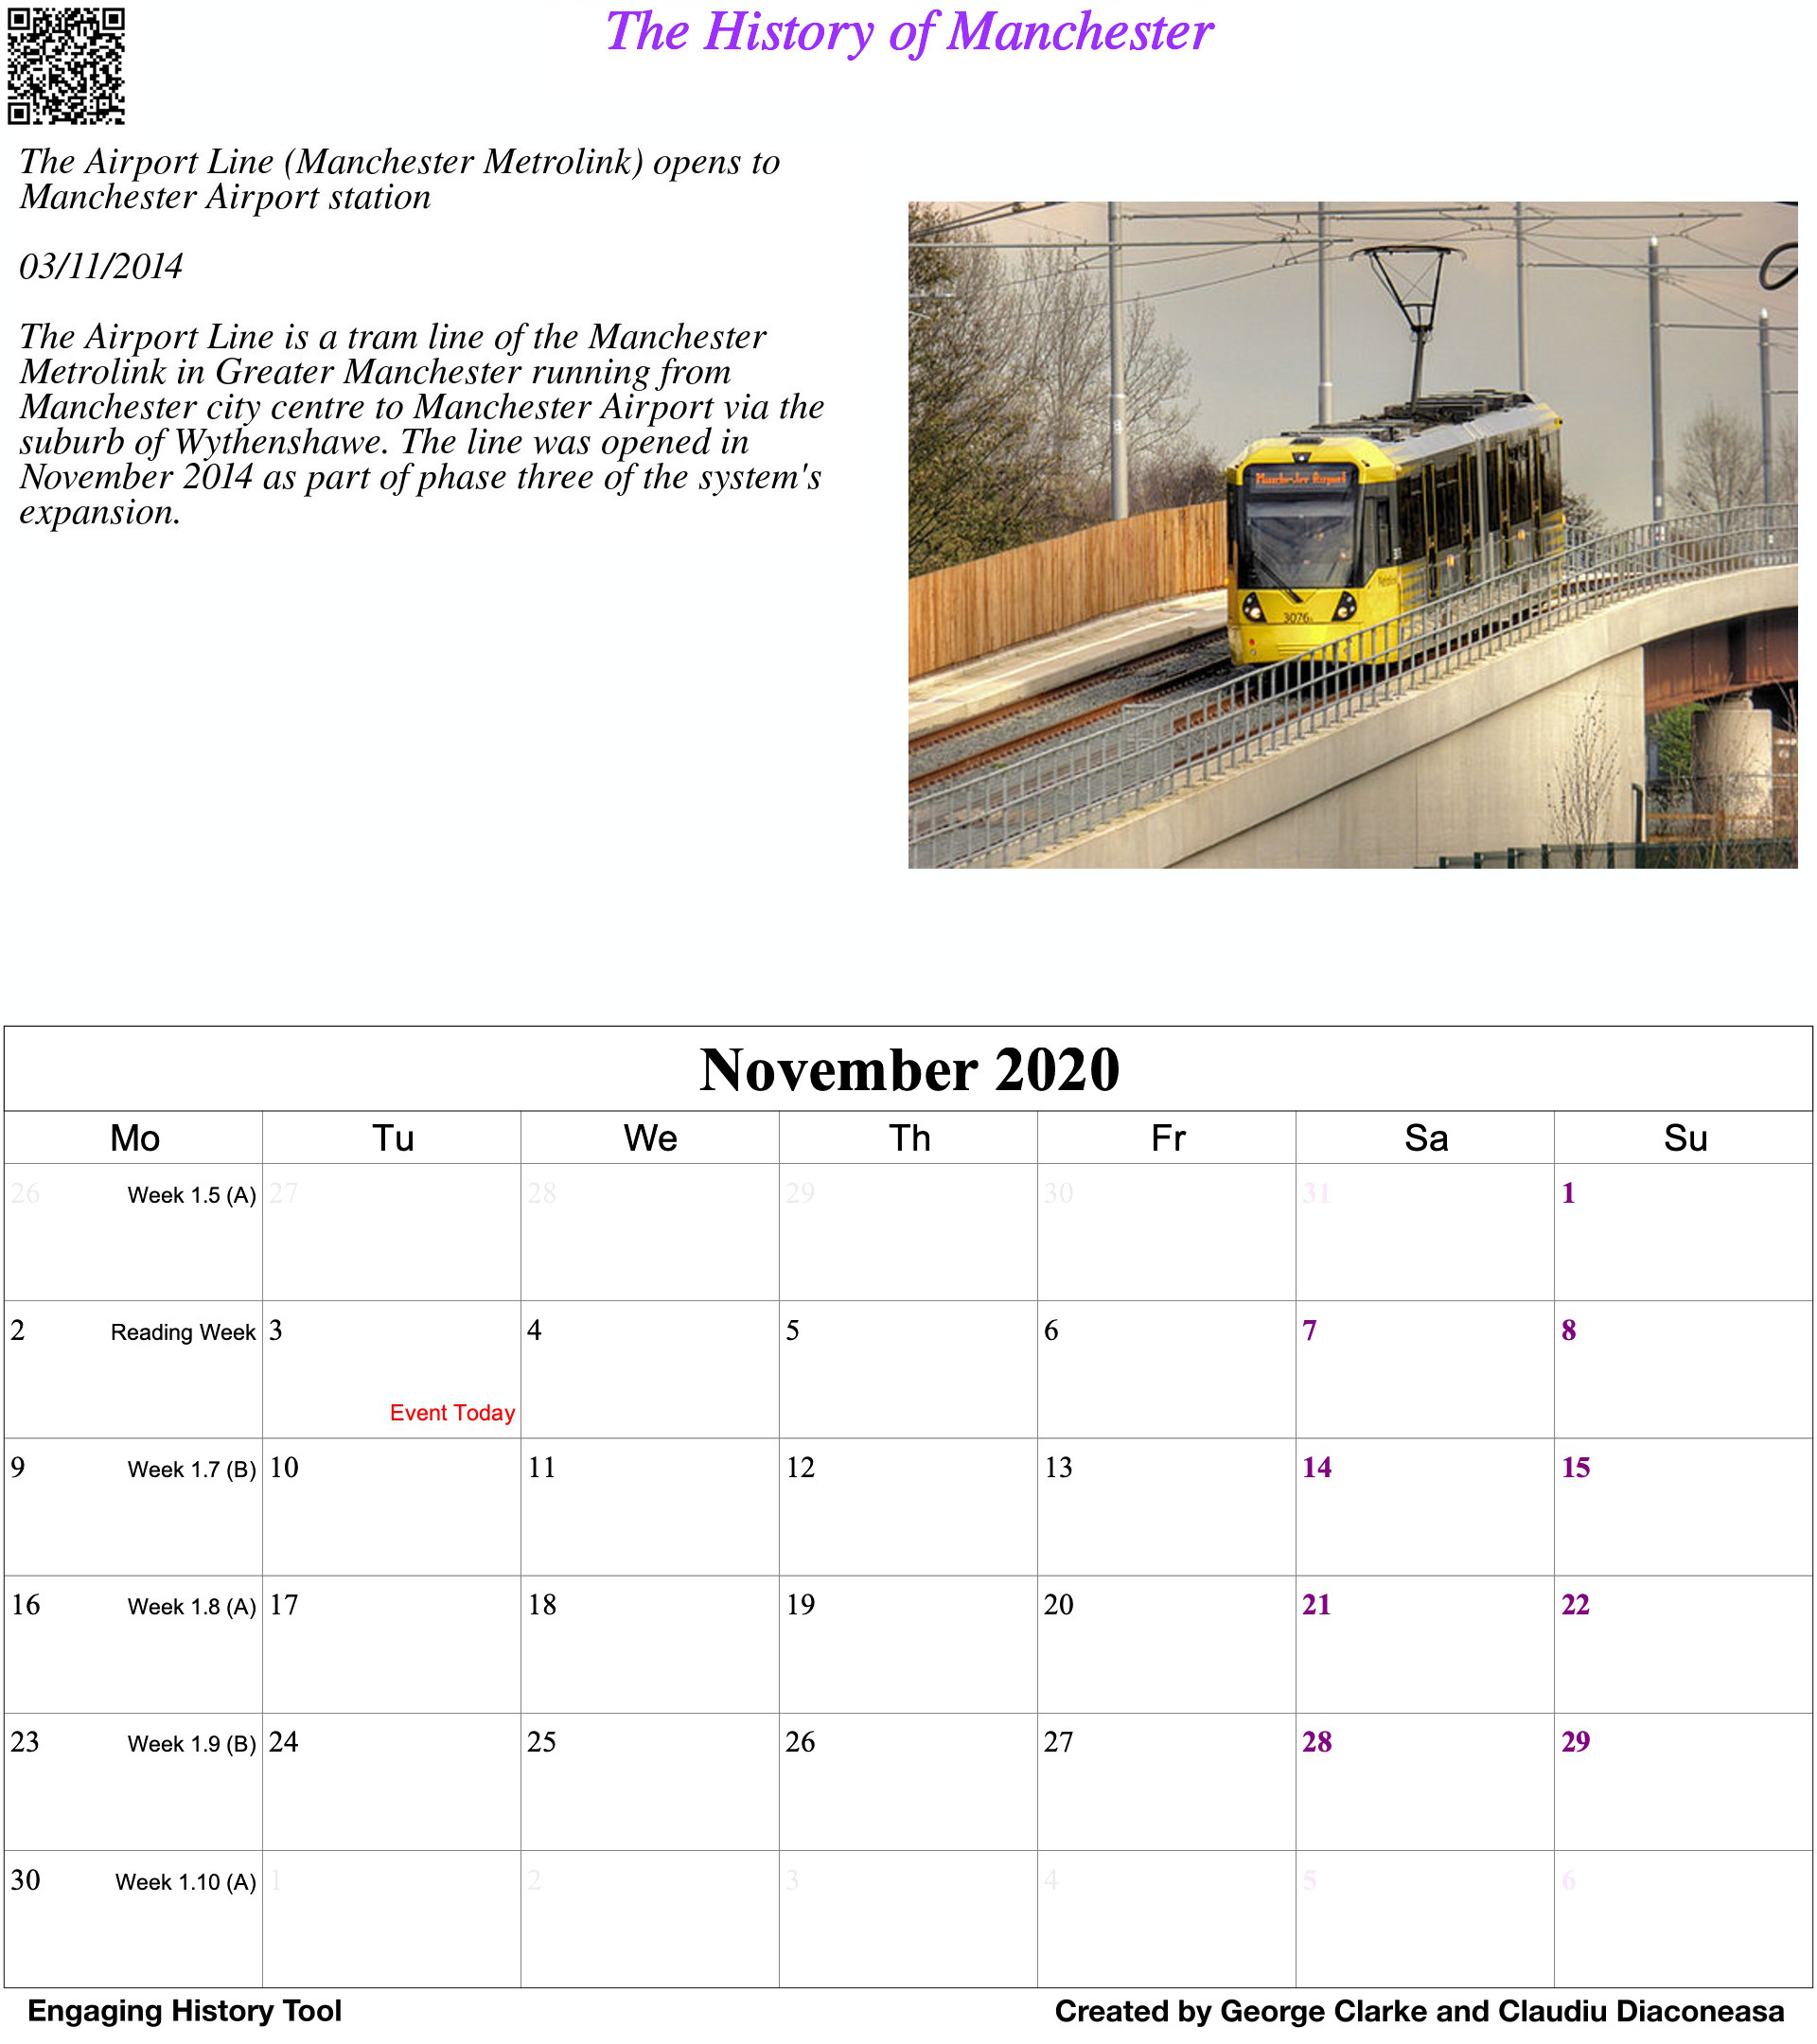 The History of Manchester
The Airport Line (Manchester Metrolink) opens to
Manchester Airport station
03/11/2014
The Airport Line is a tram line of the Manchester
Metrolink in Greater Manchester running from
Manchester city centre to Manchester Airport via the
suburb of Wythenshawe. The line was opened in
November 2014 as part of phase three of the system's
expansion.
Manchester Airport
Metrolink
3076
November 2020
Mo Tu We Th Fr Sa Su
26 Week 1.5 (A) 27 28 29 30 31 1
2 Reading Week 3 4 5 6 7 8
Event Today
9 Week 1.7 (B) 10 11 12 13 14 15
16 Week 1.8 (A) 17 18 19 20 21 22
23 Week 1.9 (B) 24 25 26 27 28 29
30 Week 1.10 (A) 1 2 3 4 5 6
Engaging History Tool Created by George Clarke and Claudiu Diaconeasa